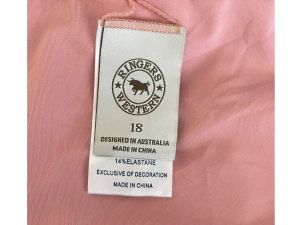 RINGERS
WESTERN
18
DESIGNED IN AUSTRALIA
MADE IN CHINA
14%ELASTANE
EXCLUSIVE OF DECORATION
MADE IN CHINA